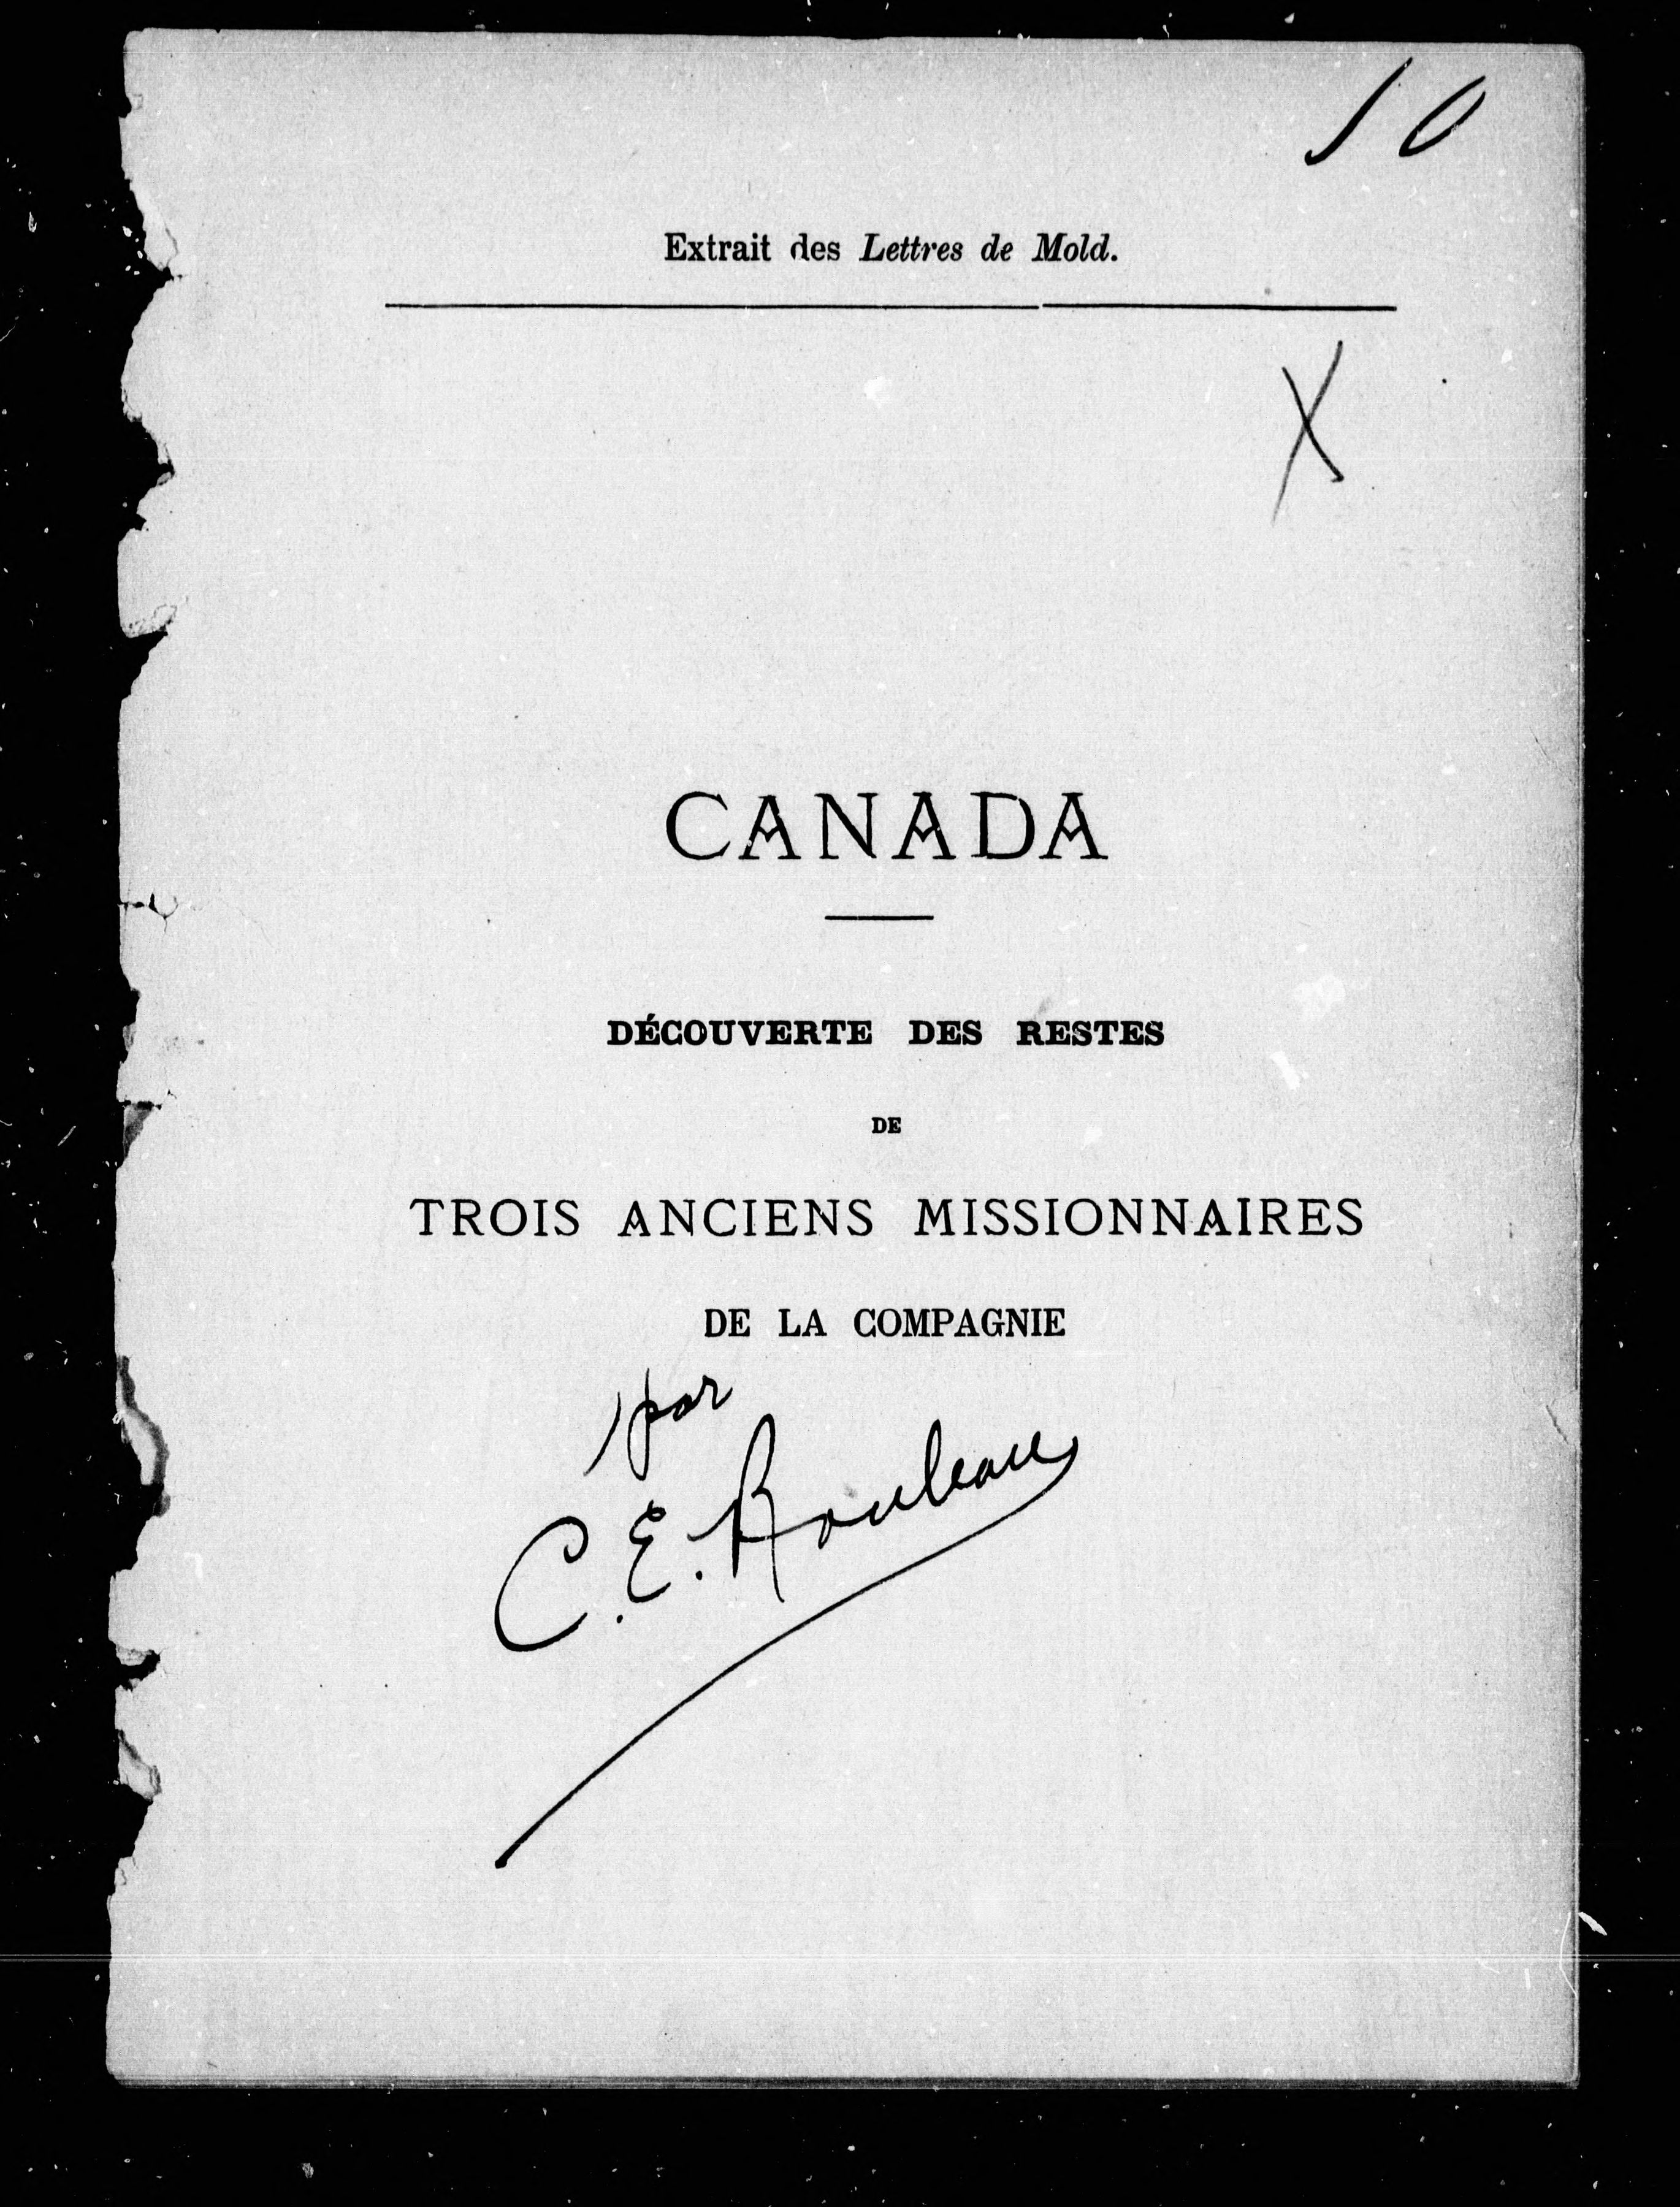 10
Extrait des Lettres de Mold.
X
CANADA
DÉCOUVERTE DES RESTES
DE
TROIS ANCIENS MISSIONNAIRES
DE LA COMPAGNIE
par
C. E. Rouleau